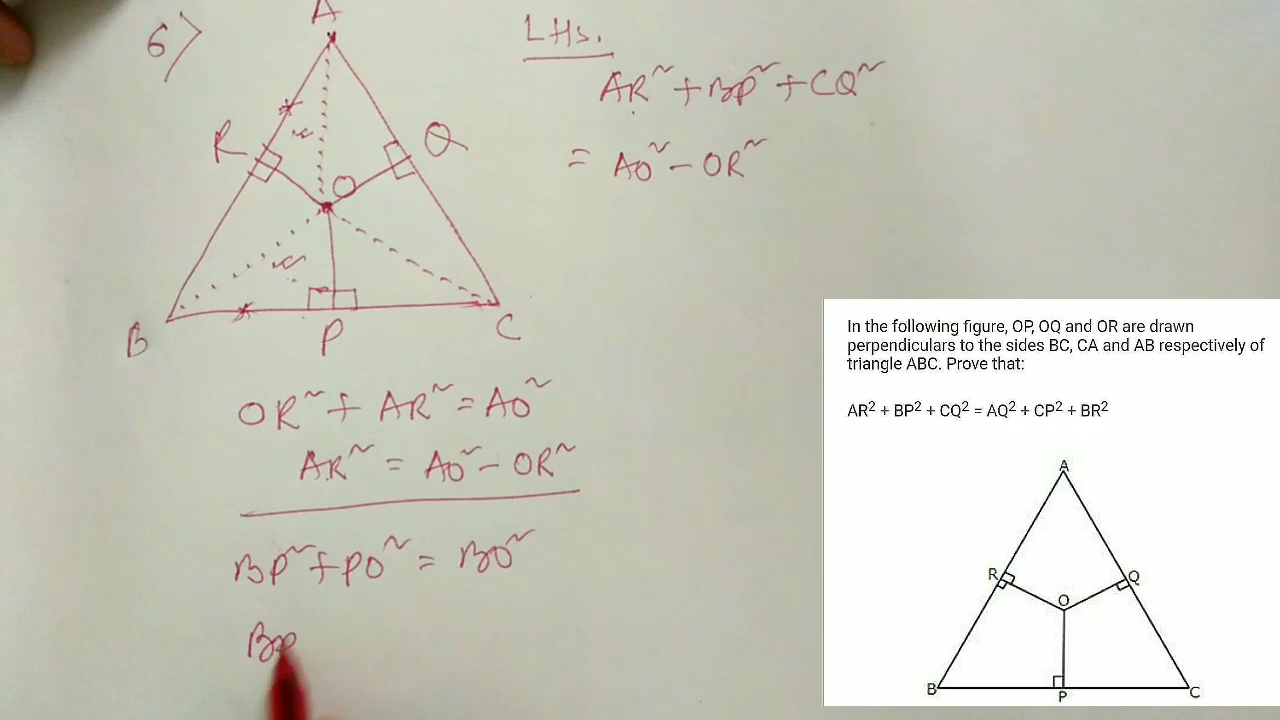 6)
A
R
Q
O
B
P
C
LHS.
AR² + BP² + CQ²
= AO² - OR²
OR² + AR² = AO²
AR² = AO² - OR²
BP² + PO² = BO²
BP
In the following figure, OP, OQ and OR are drawn
perpendiculars to the sides BC, CA and AB respectively of
triangle ABC. Prove that:
AR² + BP² + CQ² = AQ² + CP² + BR²
A
R
Q
O
B
P
C